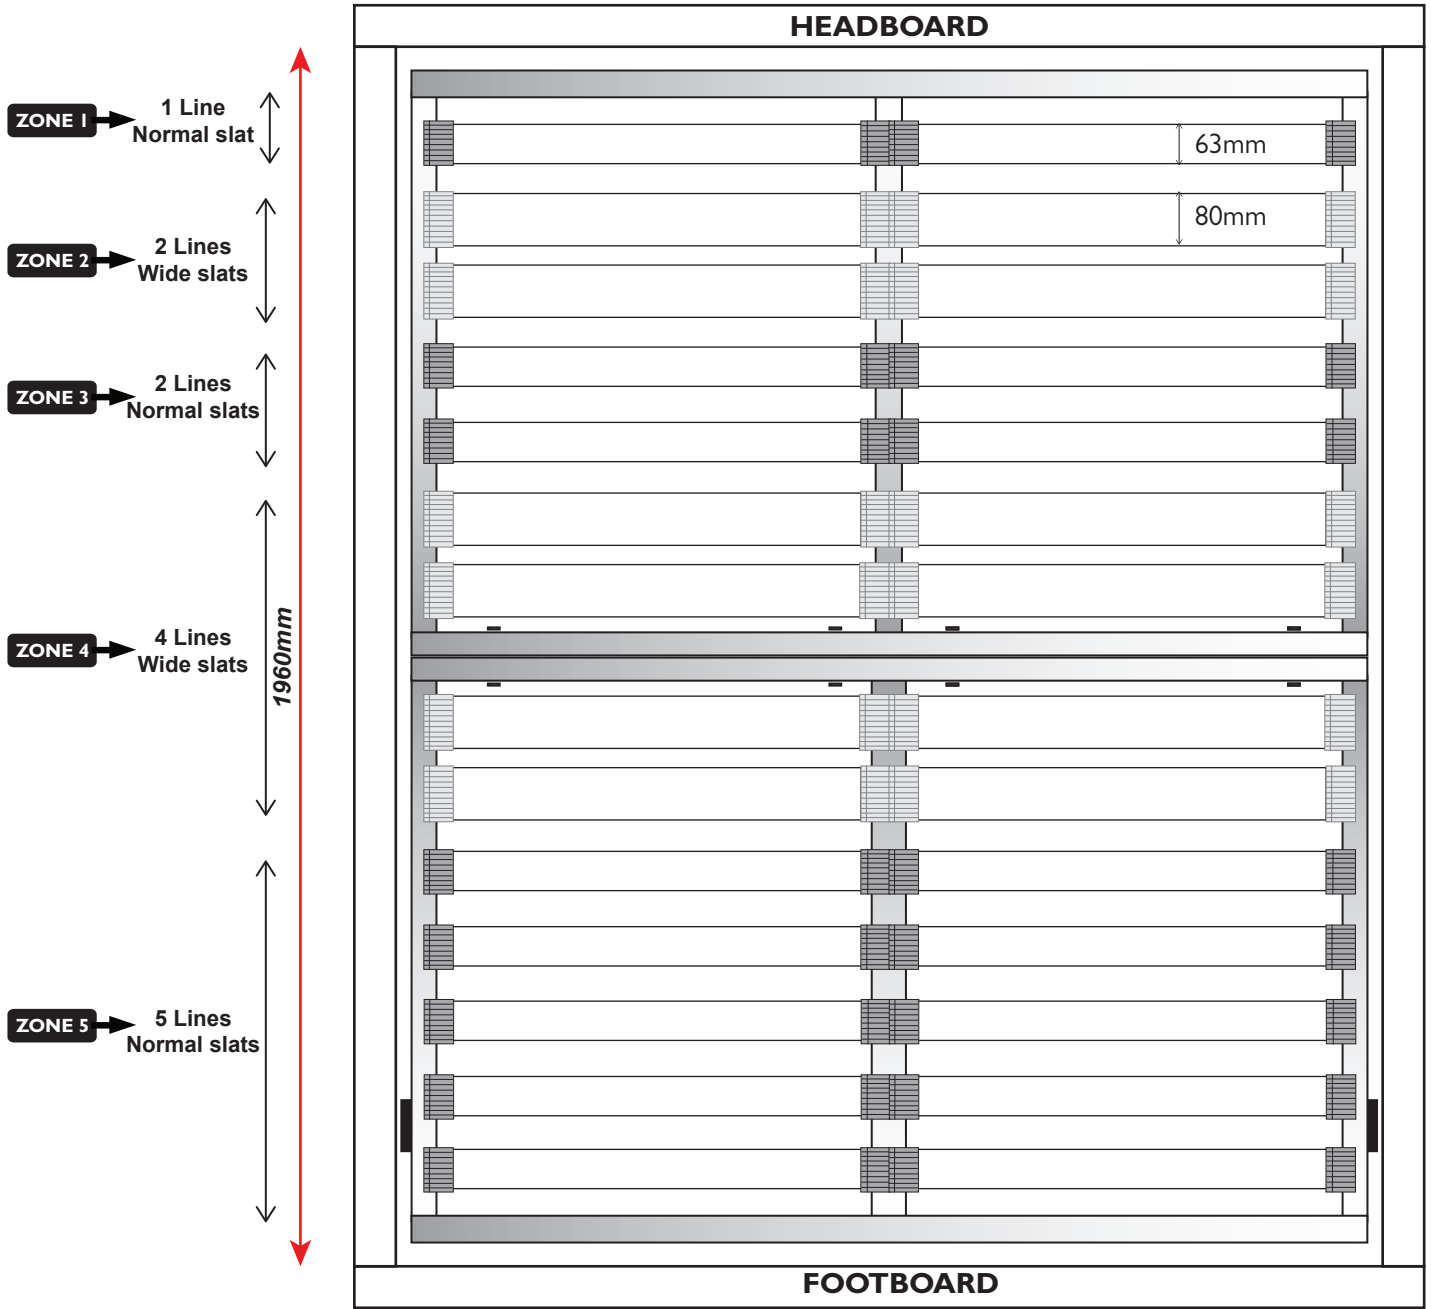 HEADBOARD
ZONE 1
1 Line
Normal slat
63mm
80mm
ZONE 2
2 Lines
Wide slats
ZONE 3
2 Lines
Normal slats
1960mm
ZONE 4
4 Lines
Wide slats
ZONE 5
5 Lines
Normal slats
FOOTBOARD